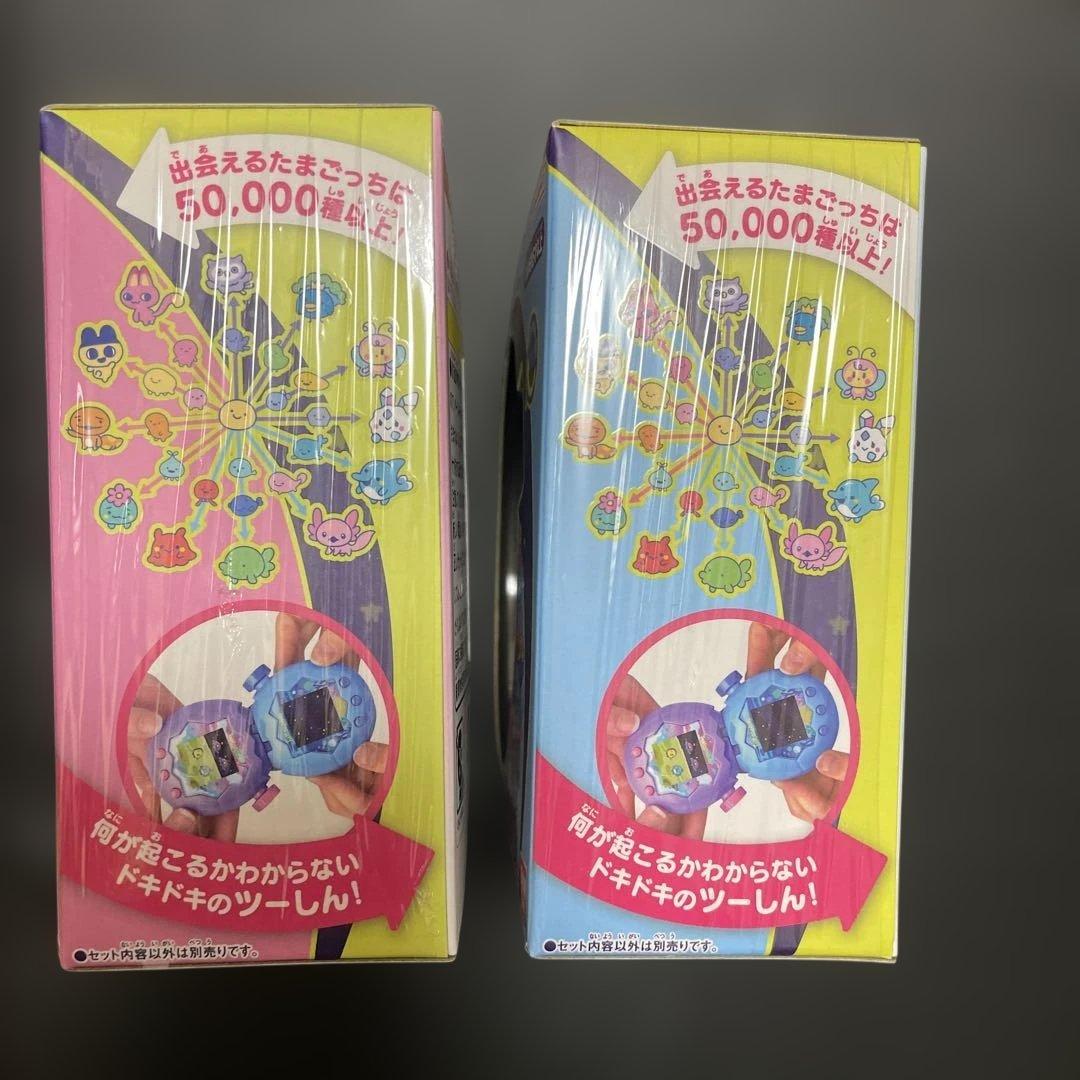 出会えるたまごっちは
50,000種以上!
何が起こるかわからない
ドキドキのツーしん!
●セット内容以外は別売りです。
出会えるたまごっちは
50,000種以上!
何が起こるかわからない
ドキドキのツーしん!
●セット内容以外は別売りです。